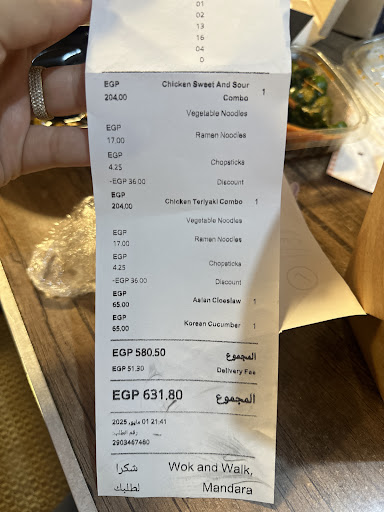 01
02
13
16
04
0
EGP Chicken Sweet And Sour 1
204.00 Combo
Vegetable Noodles
EGP
17.00 Ramen Noodles
EGP
4.25 Chopsticks
-EGP 36.00 Discount
EGP
204.00 Chicken Teriyaki Combo 1
Vegetable Noodles
EGP
17.00 Ramen Noodles
EGP
4.25 Chopsticks
-EGP 36.00 Discount
EGP
65.00 Asian Cloeslaw 1
EGP
65.00 Korean Cucumber 1
EGP 580.50 المجموع
EGP 51.30 Delivery Fee
EGP 631.80 المجموع
01 مايو، 2025 21:41
رقم الطلب:
2903467460
شكرا Wok and Walk,
لطلبك Mandara